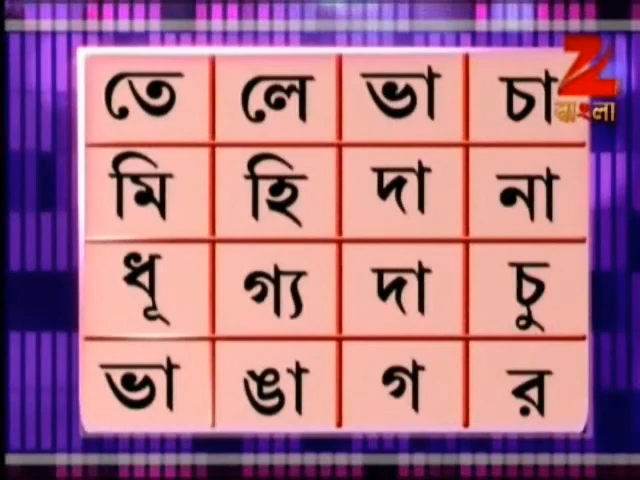 তে লে ভা চা
মি হি দা না
ধূ গ্য দা চু
ভা ঙা গ র
Z
বাংলা